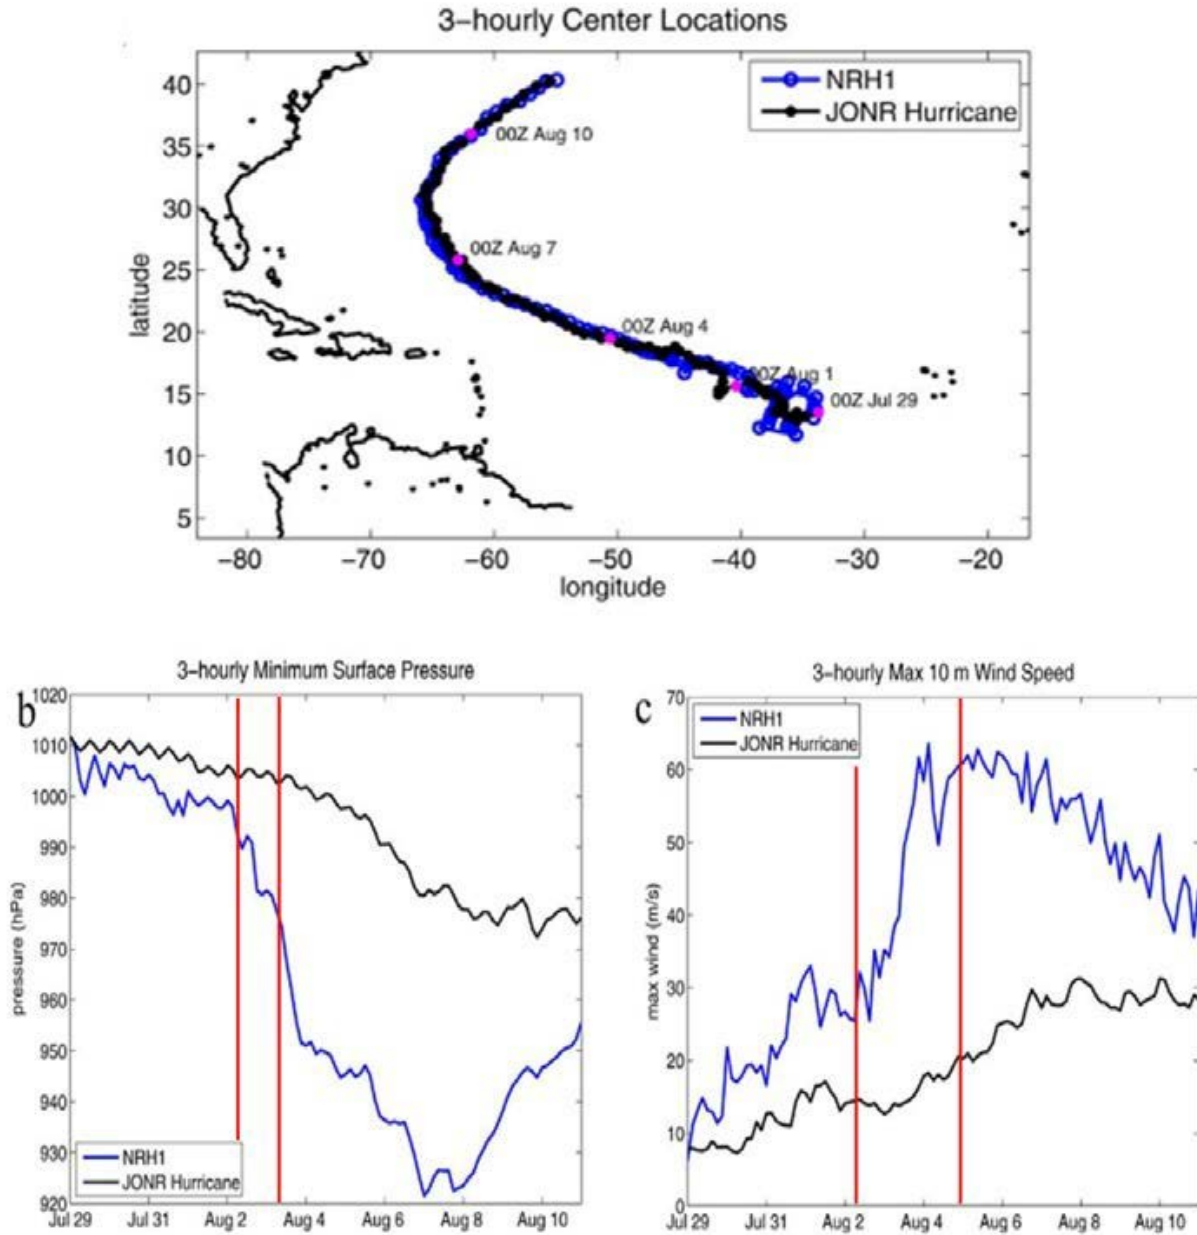 3-hourly Center Locations
NRH1
JONR Hurricane
40
35
30
25
20
15
10
5
latitude
00Z Aug 10
00Z Aug 7
00Z Aug 4
00Z Aug 1
00Z Jul 29
-80 -70 -60 -50 -40 -30 -20
longitude
3-hourly Minimum Surface Pressure
b
1020
1010
1000
990
980
970
960
950
940
930
920
pressure (hPa)
NRH1
JONR Hurricane
Jul 29 Jul 31 Aug 2 Aug 4 Aug 6 Aug 8 Aug 10
3-hourly Max 10 m Wind Speed
c
70
60
50
40
30
20
10
0
max wind (m/s)
NRH1
JONR Hurricane
Jul 29 Jul 31 Aug 2 Aug 4 Aug 6 Aug 8 Aug 10